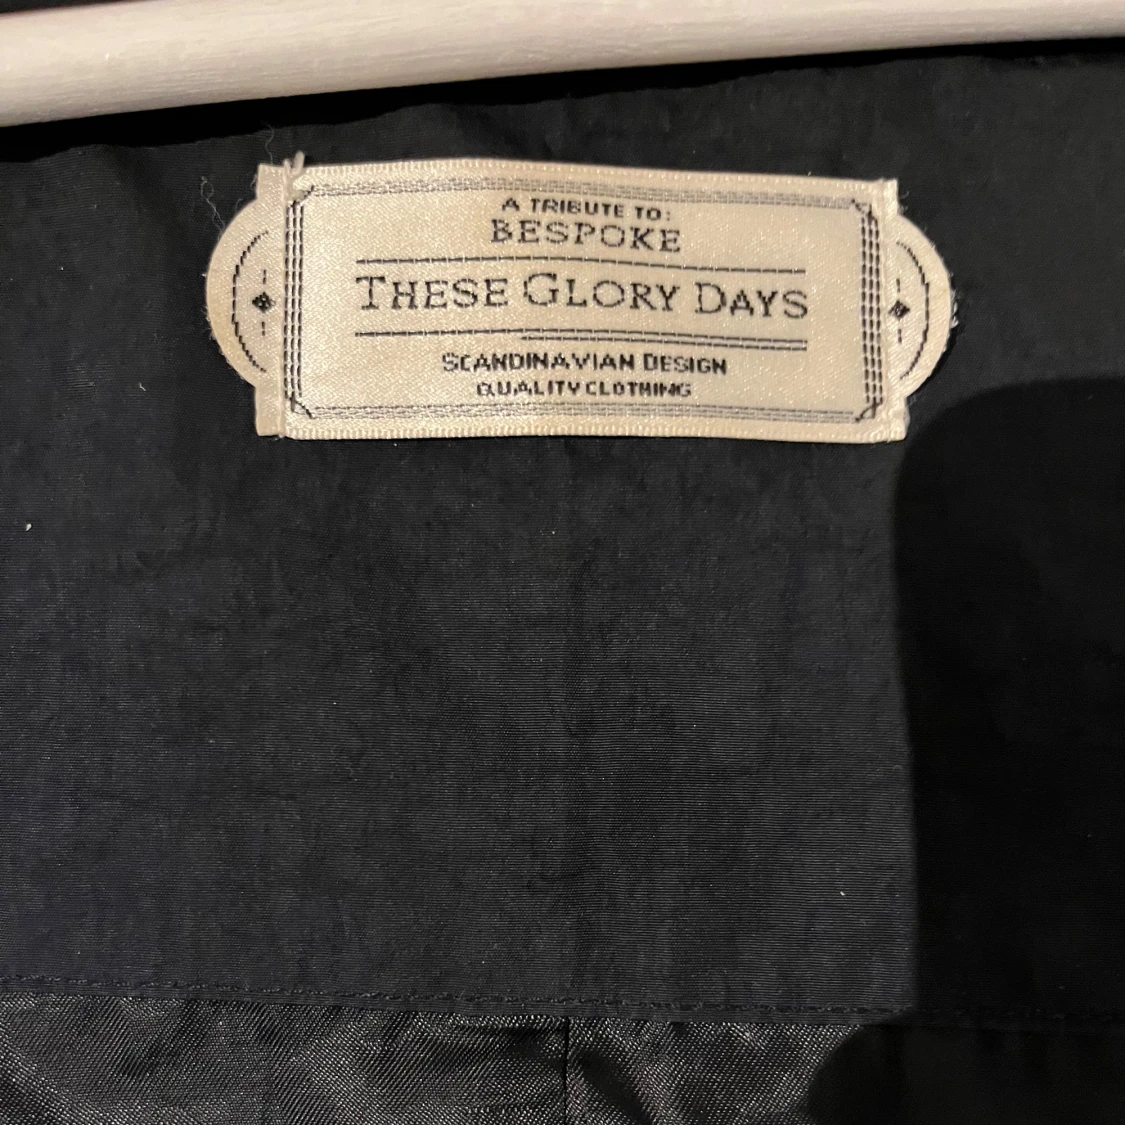 A TRIBUTE TO:
BESPOKE
THESE GLORY DAYS
SCANDINAVIAN DESIGN
QUALITY CLOTHING